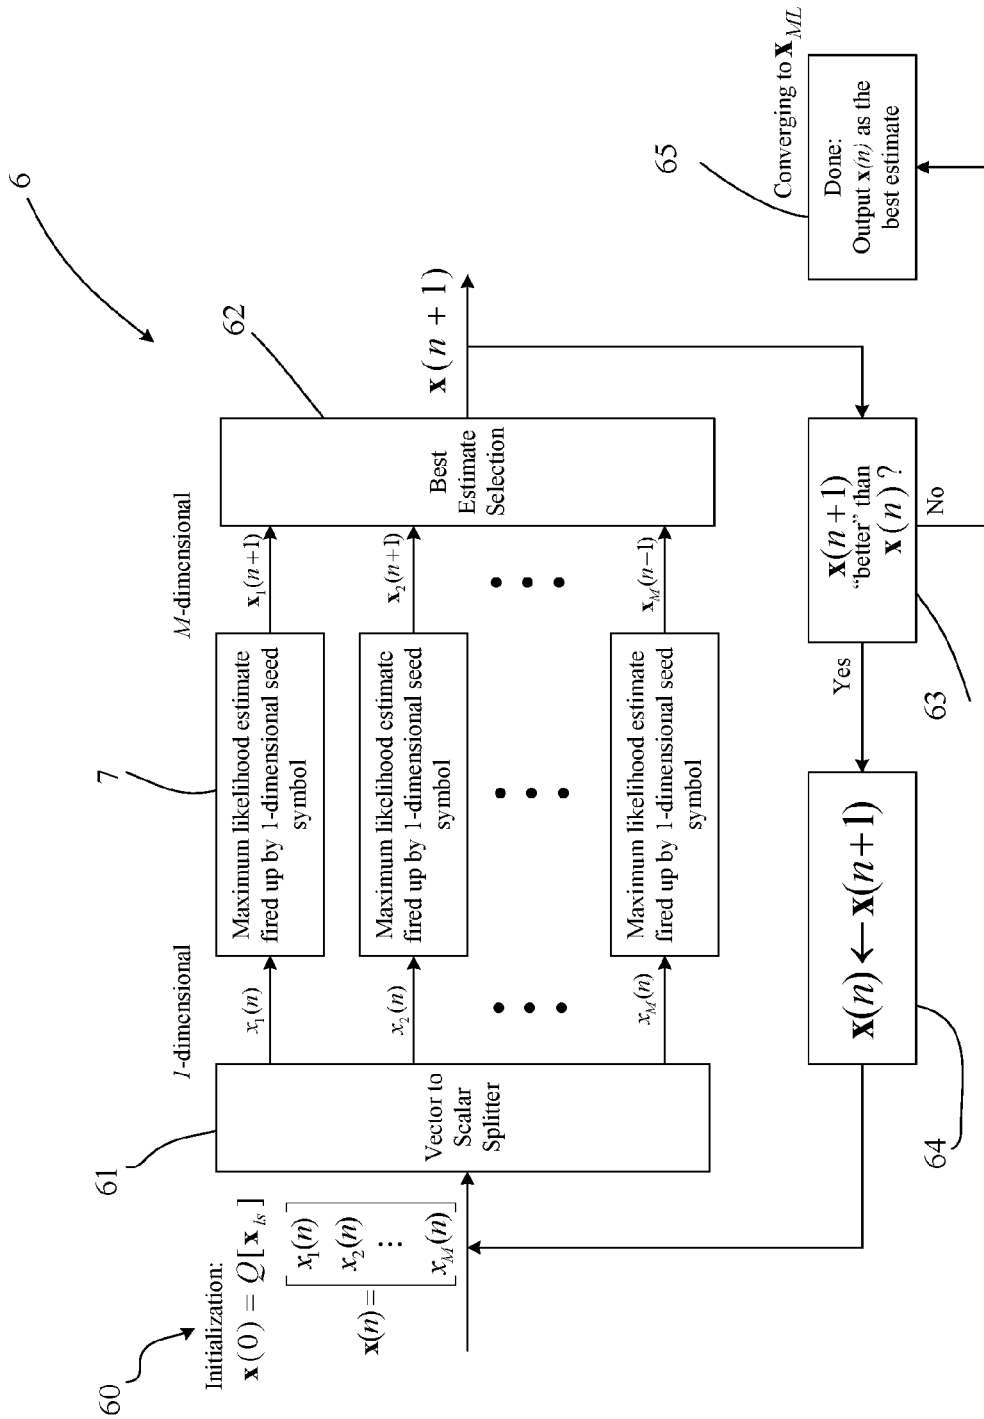 6
60
Initialization:
x(0) = Q[x_ls]
x(n) = [x_1(n) x_2(n) ⋯ x_M(n)]
61
Vector to
Scalar
Splitter
1-dimensional
x_1(n)
x_2(n)
x_M(n)
7
Maximum likelihood estimate
fired up by 1-dimensional seed
symbol
Maximum likelihood estimate
fired up by 1-dimensional seed
symbol
Maximum likelihood estimate
fired up by 1-dimensional seed
symbol
M-dimensional
x_1(n+1)
x_2(n+1)
x_M(n−1)
62
Best
Estimate
Selection
x(n + 1)
63
x(n+1)
“better” than
x(n)?
Yes
No
64
x(n) ← x(n+1)
65
Converging to x_ML
Done:
Output x(n) as the
best estimate